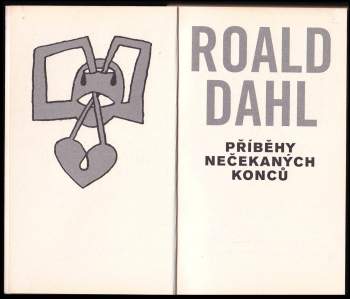 ROALD
DAHL
PŘÍBĚHY
NEČEKANÝCH
KONCŮ